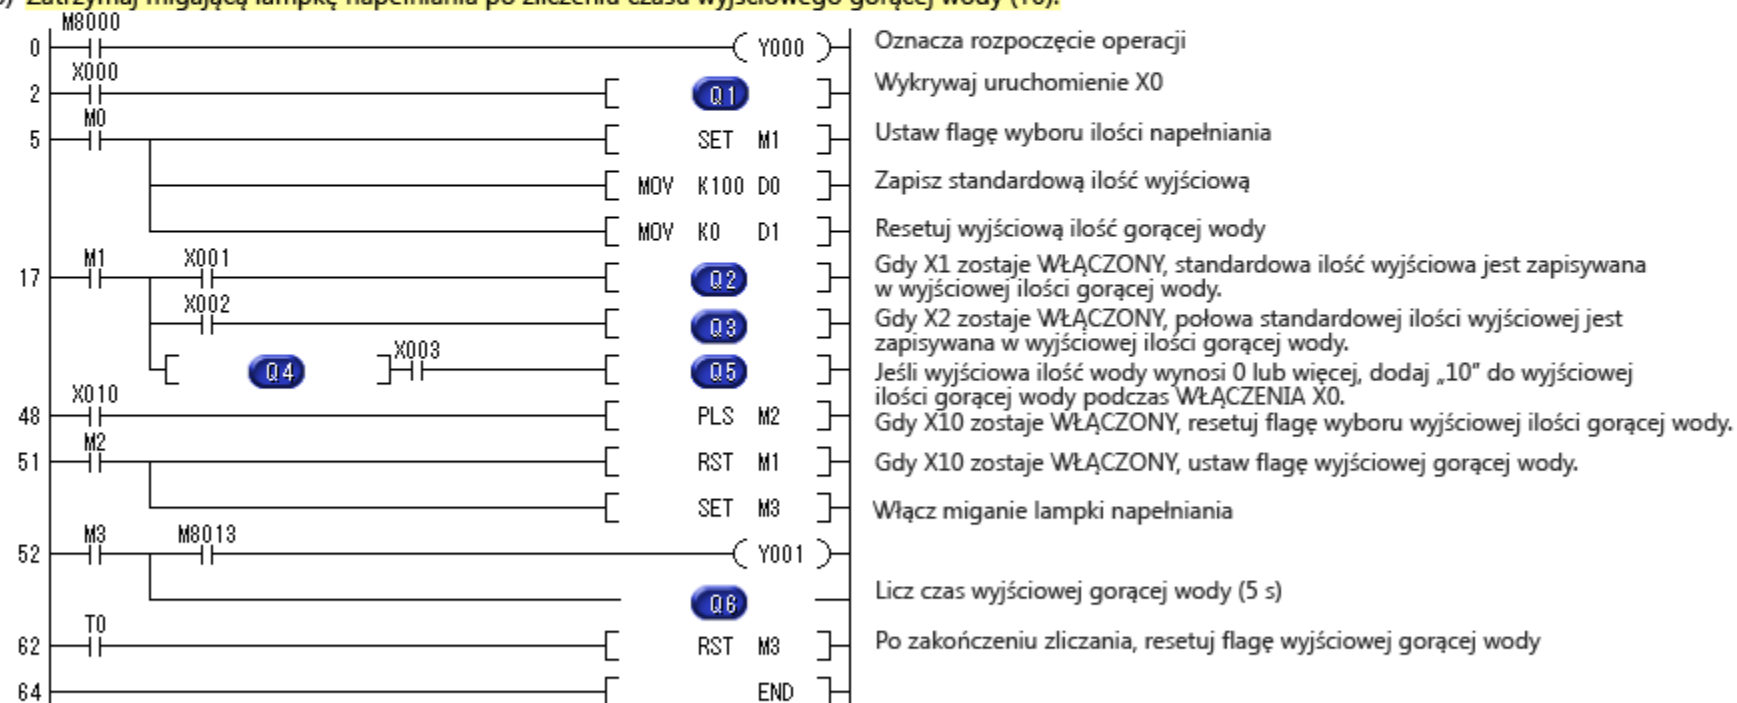 Zatrzymaj migającą lampkę napełniania po zliczeniu czasu wyjściowego gorącej wody (T0).
M8000
0 Y000 Oznacza rozpoczęcie operacji
X000
2 Q1 Wykrywaj uruchomienie X0
M0
5 SET M1 Ustaw flagę wyboru ilości napełniania
MOV K100 D0 Zapisz standardową ilość wyjściową
MOV K0 D1 Resetuj wyjściową ilość gorącej wody
M1 X001 Gdy X1 zostaje WŁĄCZONY, standardowa ilość wyjściowa jest zapisywana
17 Q2 w wyjściowej ilości gorącej wody.
X002 Gdy X2 zostaje WŁĄCZONY, połowa standardowej ilości wyjściowej jest
Q3 zapisywana w wyjściowej ilości gorącej wody.
X003
Q4 Q5 Jeśli wyjściowa ilość wody wynosi 0 lub więcej, dodaj „10” do wyjściowej
X010 ilości gorącej wody podczas WŁĄCZENIA X0.
48 PLS M2 Gdy X10 zostaje WŁĄCZONY, resetuj flagę wyboru wyjściowej ilości gorącej wody.
M2
51 RST M1 Gdy X10 zostaje WŁĄCZONY, ustaw flagę wyjściowej gorącej wody.
SET M3 Włącz miganie lampki napełniania
M3 M8013
52 Y001
Q6 Licz czas wyjściowej gorącej wody (5 s)
T0
62 RST M3 Po zakończeniu zliczania, resetuj flagę wyjściowej gorącej wody
64 END